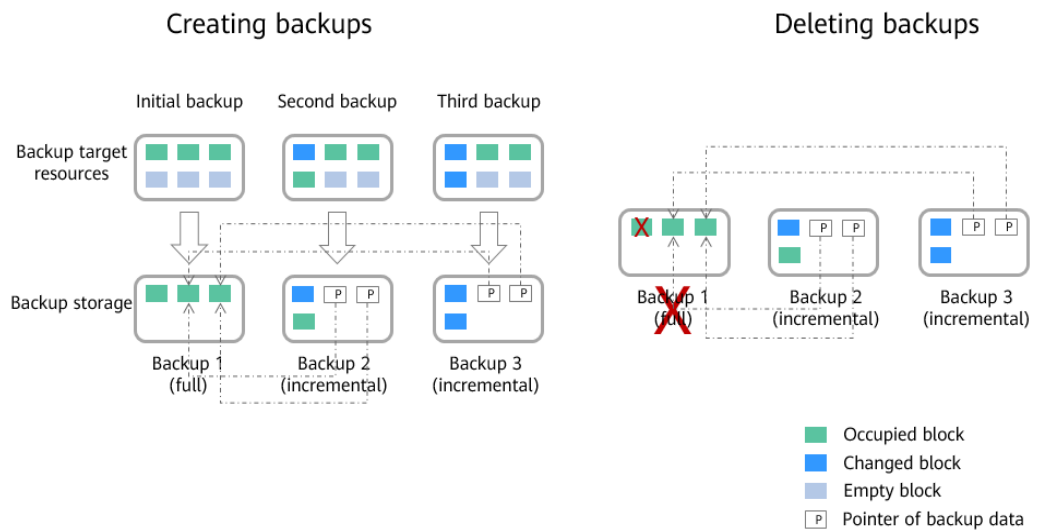 Creating backups
Deleting backups
Initial backup
Second backup
Third backup
Backup target
resources
Backup storage
P
P
P
P
Backup 1
(full)
Backup 2
(incremental)
Backup 3
(incremental)
X
P
P
P
P
Backup 1
(full)
X
Backup 2
(incremental)
Backup 3
(incremental)
Occupied block
Changed block
Empty block
P
Pointer of backup data